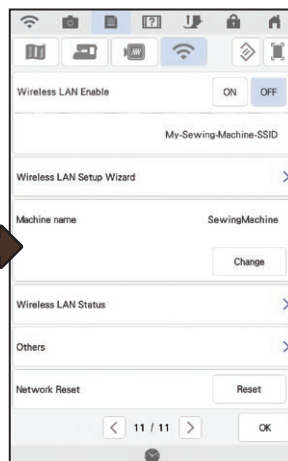 Wireless LAN Enable ON OFF
My-Sewing-Machine-SSID
Wireless LAN Setup Wizard
Machine name SewingMachine
Change
Wireless LAN Status
Others
Network Reset Reset
11 / 11 OK